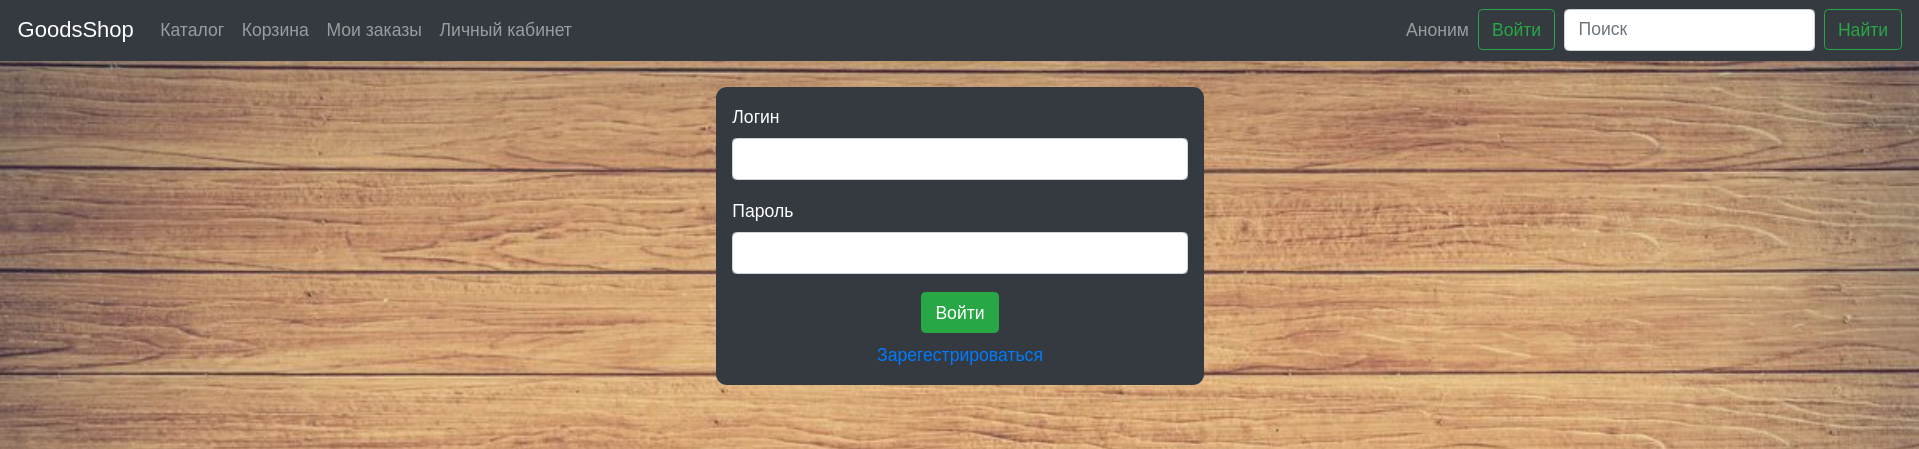 GoodsShop Каталог Корзина Мои заказы Личный кабинет Аноним Войти Поиск Найти
Логин
Пароль
Войти
Зарегестрироваться